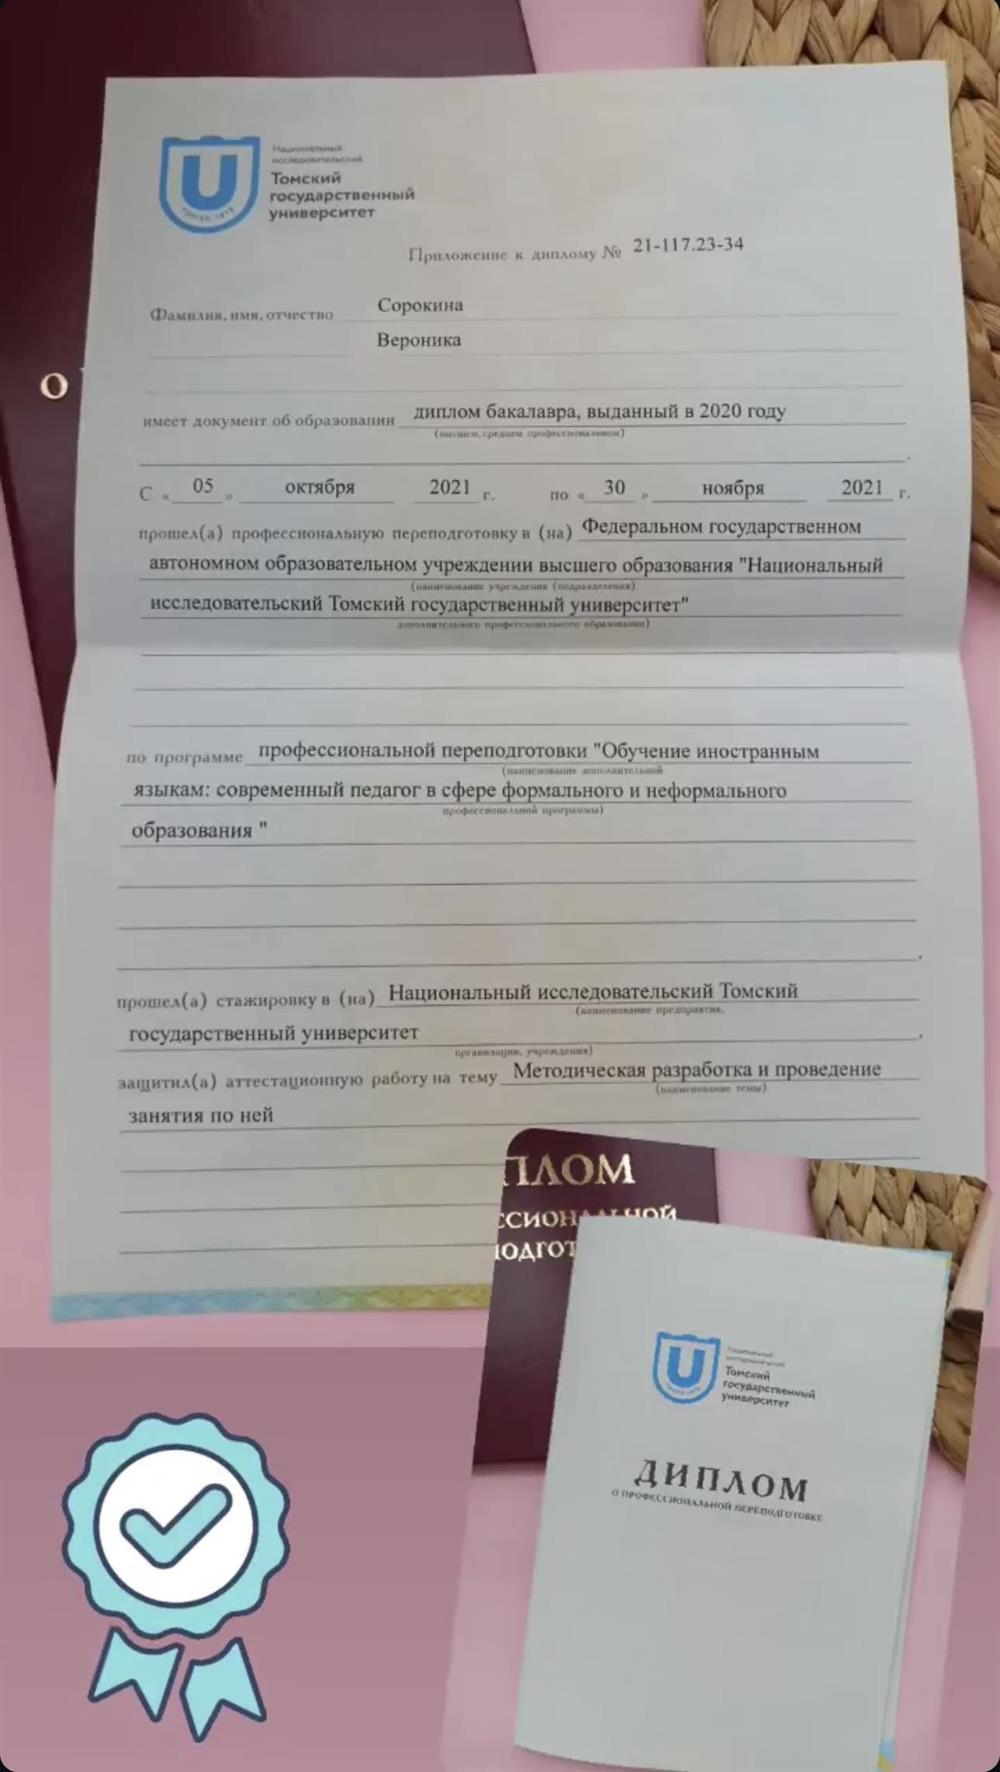 Национальный
исследовательский
Томский
государственный
университет
Приложение к диплому № 21-117.23-34
Фамилия, имя, отчество Сорокина
Вероника
О
имеет документ об образовании диплом бакалавра, выданный в 2020 году
(высшем, среднем профессиональном)
С « 05 » октября 2021 г. по « 30 » ноября 2021 г.
прошел(а) профессиональную переподготовку в (на) Федеральном государственном
автономном образовательном учреждении высшего образования "Национальный
(наименование учреждения (подразделения)
исследовательский Томский государственный университет"
дополнительного профессионального образования)
по программе профессиональной переподготовки "Обучение иностранным
(наименование дополнительной
языкам: современный педагог в сфере формального и неформального
профессиональной программы)
образования "
прошел(а) стажировку в (на) Национальный исследовательский Томский
(наименование предприятия,
государственный университет
организации, учреждения)
защитил(а) аттестационную работу на тему Методическая разработка и проведение
(наименование темы)
занятия по ней
ПЛОМ
ССИОНАЛЬНОЙ
ПОДГОТ
Национальный
исследовательский
Томский
государственный
университет
ДИПЛОМ
О ПРОФЕССИОНАЛЬНОЙ ПЕРЕПОДГОТОВКЕ